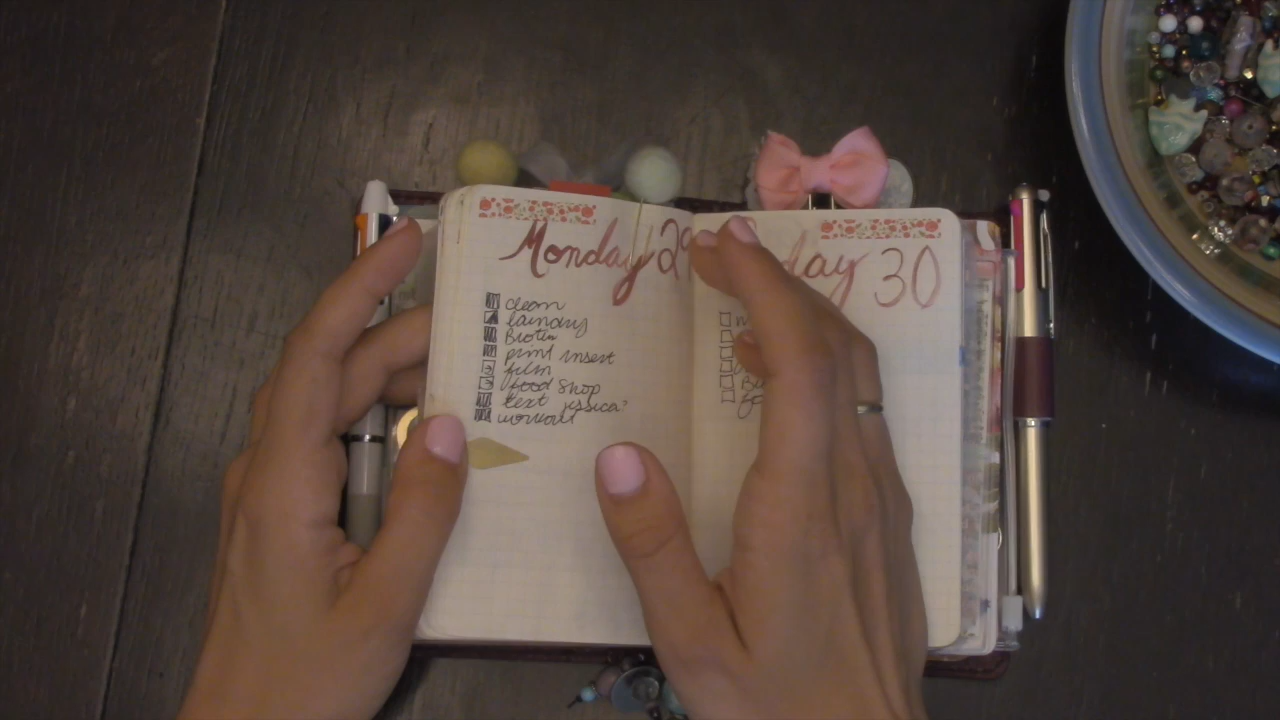 Monday 29
day 30
clean
laundry
Biotin
print insert
film
food shop
text jessica?
workout